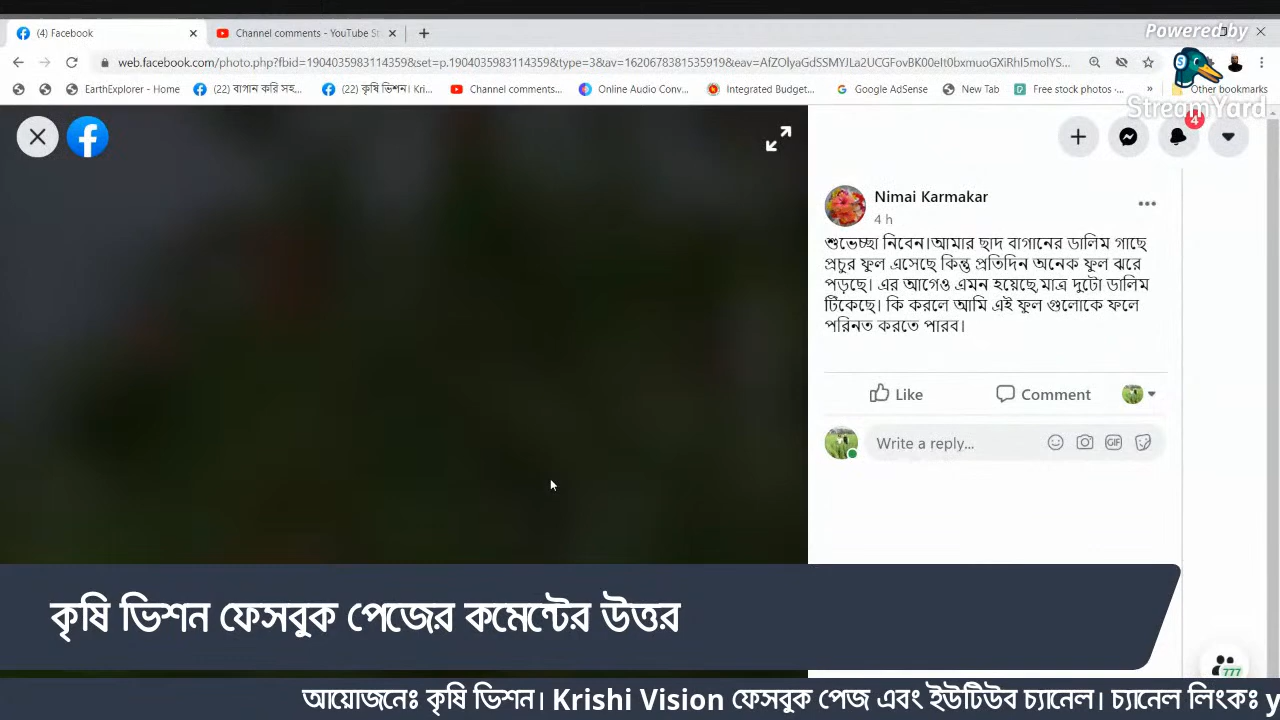 Powered by
StreamYard
(4) Facebook
Channel comments - YouTube St
web.facebook.com/photo.php?fbid=1904035983114359&set=p.1904035983114359&type=3&av=1620678381535919&eav=
EarthExplorer - Home
(22) বাগান করি সহ...
(22) কৃষি ভিশন। Kri...
Channel comments...
Online Audio Conv...
Integrated Budget...
Google AdSense
New Tab
Free stock photos ·...
»
Other bookmarks
4
Nimai Karmakar
4 h
শুভেচ্ছা নিবেন।আমার ছাদ বাগানের ডালিম গাছে
প্রচুর ফুল এসেছে কিন্তু প্রতিদিন অনেক ফুল ঝরে
পড়ছে। এর আগেও এমন হয়েছে,মাত্র দুটো ডালিম
টিকেছে। কি করলে আমি এই ফুল গুলোকে ফলে
পরিনত করতে পারব।
Like
Comment
Write a reply...
GIF
কৃষি ভিশন ফেসবুক পেজের কমেন্টের উত্তর
777
আয়োজনেঃ কৃষি ভিশন। Krishi Vision ফেসবুক পেজ এবং ইউটিউব চ্যানেল। চ্যানেল লিংকঃ y